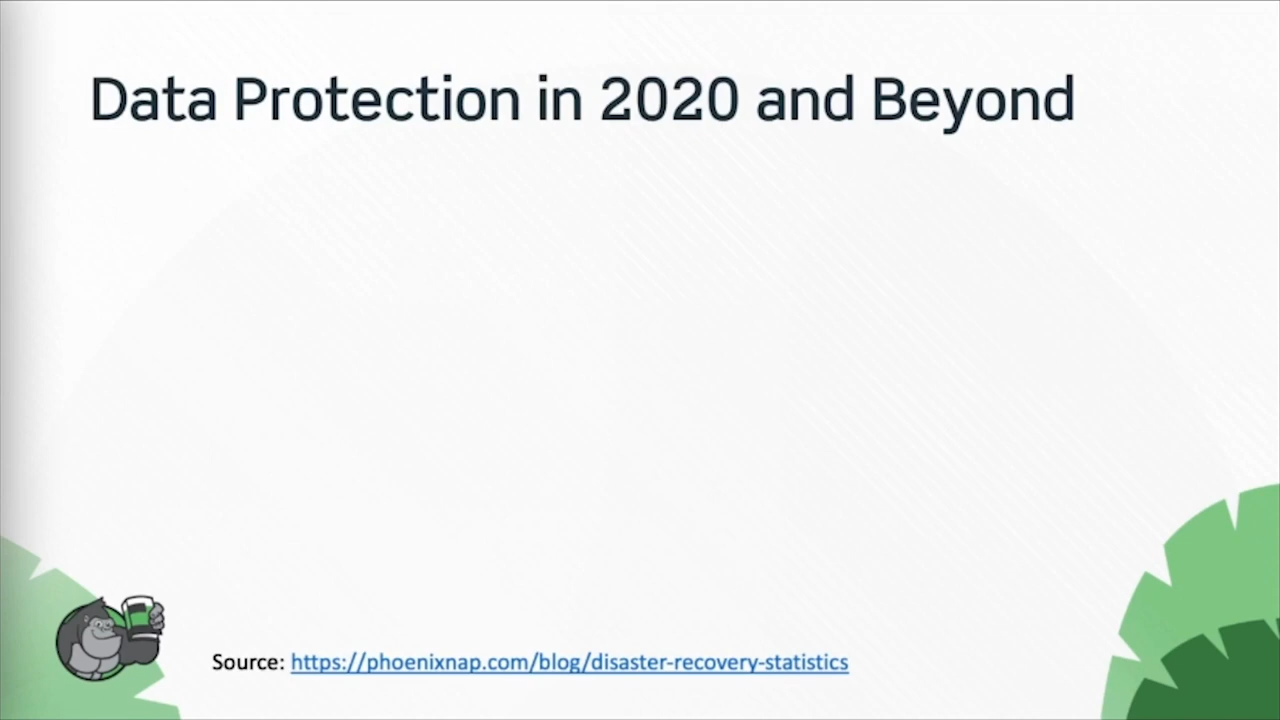 Data Protection in 2020 and Beyond
Source: https://phoenixnap.com/blog/disaster-recovery-statistics